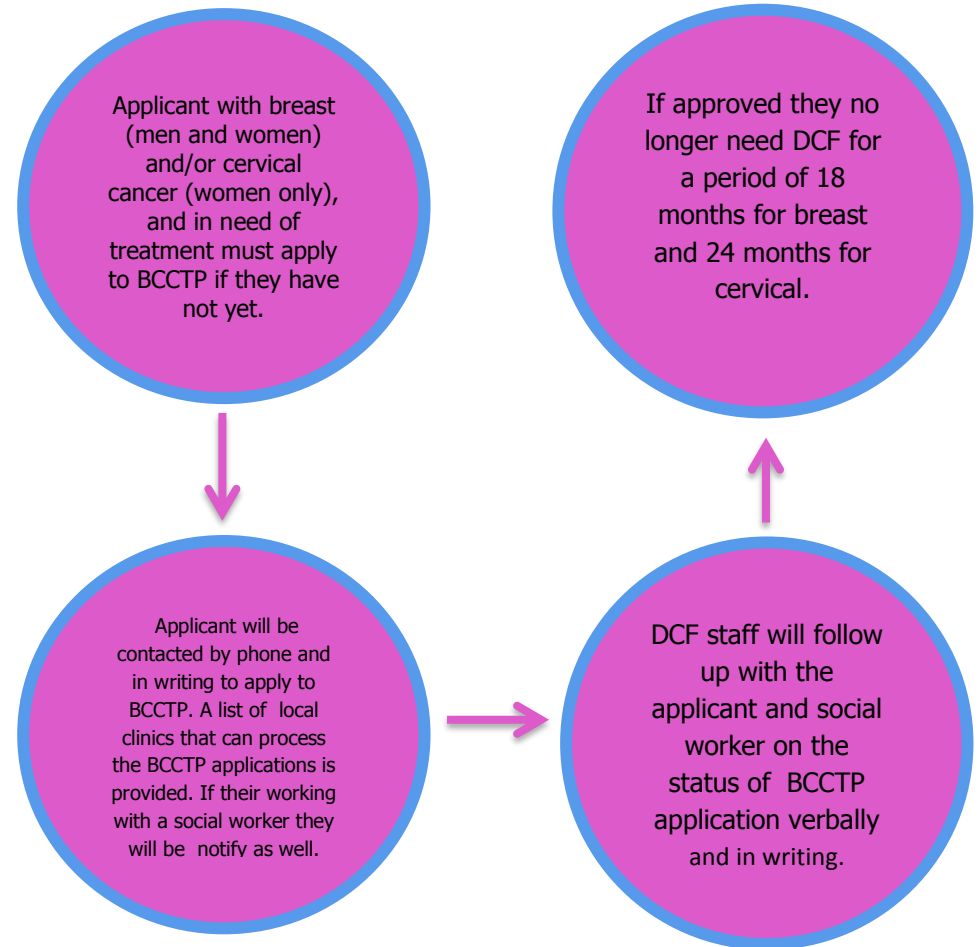 Applicant with breast
(men and women)
and/or cervical
cancer (women only),
and in need of
treatment must apply
to BCCTP if they have
not yet.
Applicant will be
contacted by phone and
in writing to apply to
BCCTP. A list of local
clinics that can process
the BCCTP applications is
provided. If their working
with a social worker they
will be notify as well.
DCF staff will follow
up with the
applicant and social
worker on the
status of BCCTP
application verbally
and in writing.
If approved they no
longer need DCF for
a period of 18
months for breast
and 24 months for
cervical.